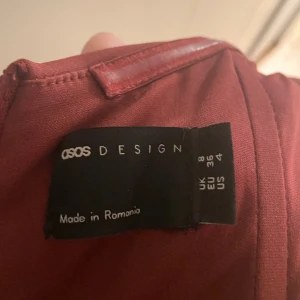 asos DESIGN
Made in Romania
UK 8
EU 36
US 4